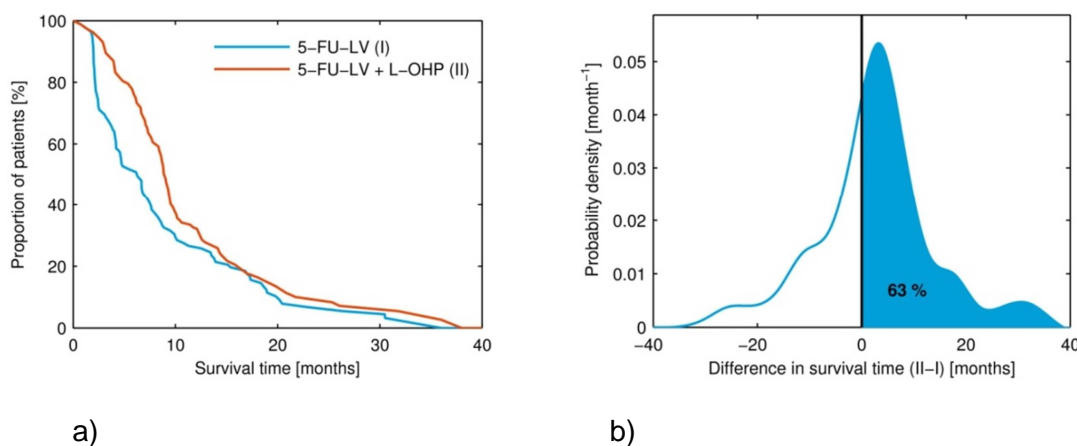 100
80
60
40
20
0
0
10
20
30
40
Proportion of patients [%]
Survival time [months]
5−FU−LV (I)
5−FU−LV + L−OHP (II)
a)
0.05
0.04
0.03
0.02
0.01
0
−40
−20
0
20
40
Probability density [month⁻¹]
Difference in survival time (II−I) [months]
63 %
b)